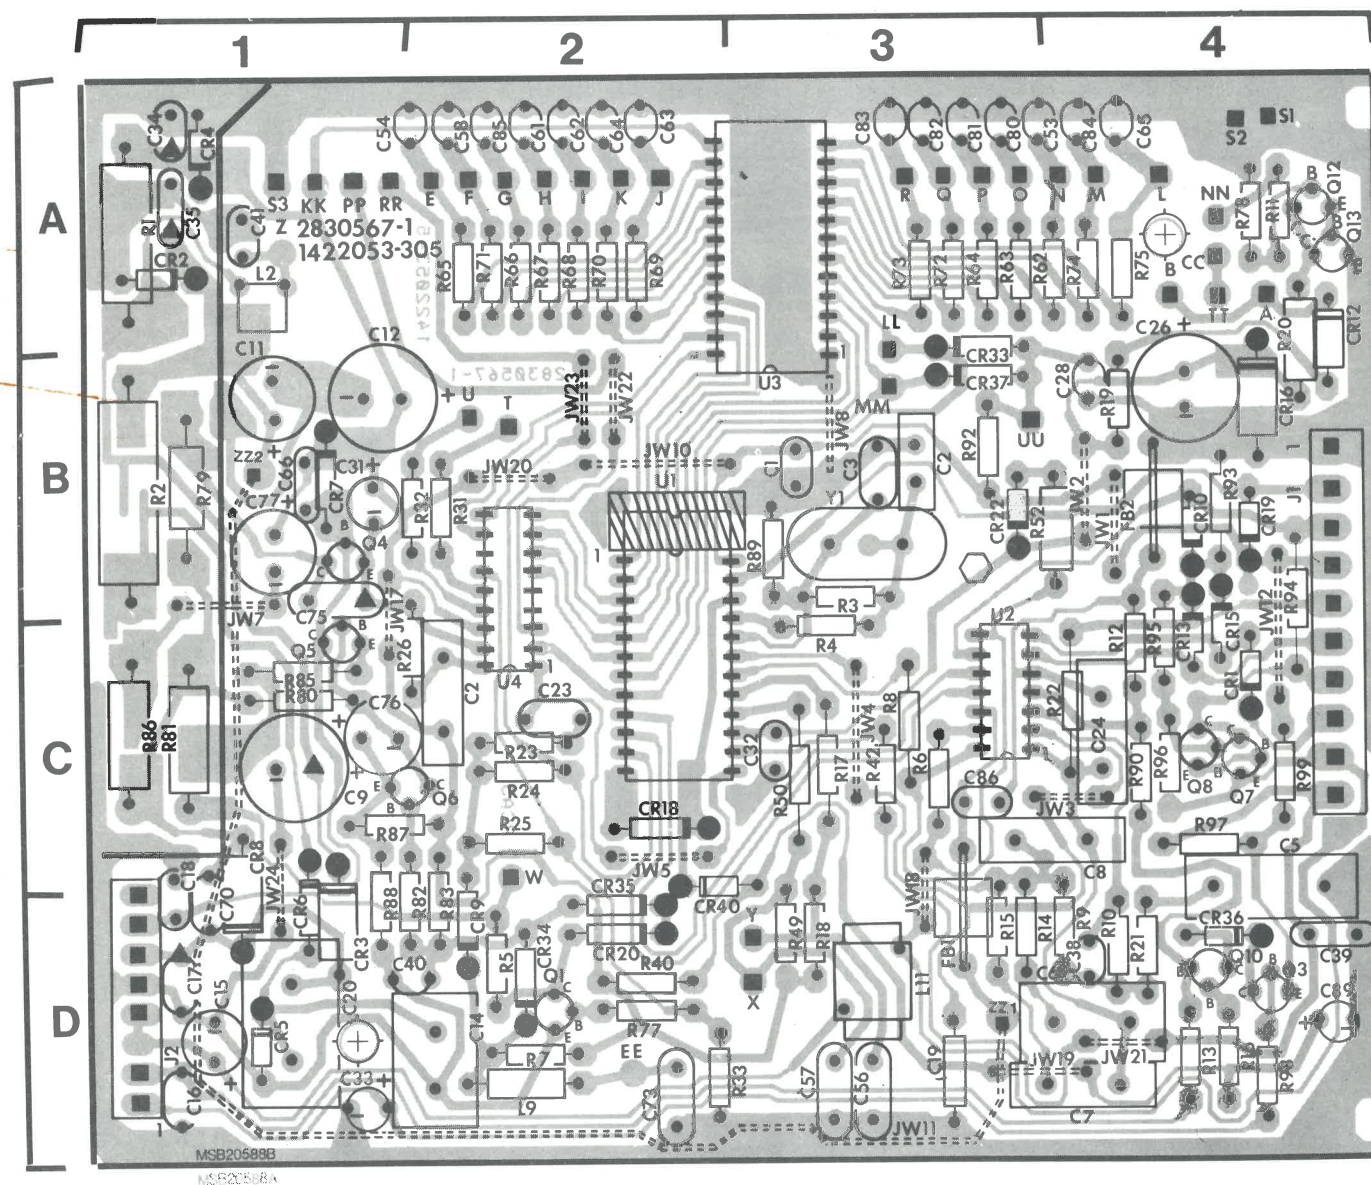 1 2 3 4
A
B
C
D
C34 CR4 C54 C58 C85 C61 C62 C64 C63 C83 C82 C81 C80 C53 C84 C65 S2 S1
R1 C35 C41 S3 KK PP RR E F G H I K J R Q P O N M L NN R78 R11 Q12 Q13
Z 2830567-1
1422053-305
CR2 L2 R65 R71 R66 R67 R68 R70 R69 R73 R72 R64 R63 R62 R74 R75 B CC
C11 C12 LL CR33 CR37 C28 C26 A R20 CR12
U T JW23 JW22 U3 1 MM JW8 R19 CR16
2830567-1
R2 R79 ZZ2 C66 C31 CR7 C77 R32 R31 JW20 JW10 U1 C1 C3 C2 R92 UU
Q4 Y1 R89 CR22 R52 JW2 JW1 FB2 CR10 R93 CR19 J1 1
JW7 C75 R3 R4 U2 R12 R95 CR13 CR15 JW12 R94
Q5 R26 R85 R80 C76 C2 U4 1 C23 R8 R22 C24
R86 R81 C9 Q6 R23 R24 C32 R50 R17 JW4 R42 R6 C86 JW3 R90 R96 Q8 Q7 R99
R87 R25 CR18 JW5 C8 R97 C5
C18 CR8 JW24 C70 CR6 CR3 R88 R82 R83 CR9 W CR35 CR40 CR20 Y R49 R18 JW18 R15 R14 R9 R10 R21 CR36 C39
C17 C15 CR5 C20 C40 R5 CR34 Q1 R40 R77 EE X L11 FB1 Q10
J2 C16 C33 C14 R7 L9 C73 R33 C57 C56 C19 ZZ1 JW19 JW21 C7 R13 R16 R98
1 JW11
MSB20588B
MSB20588A